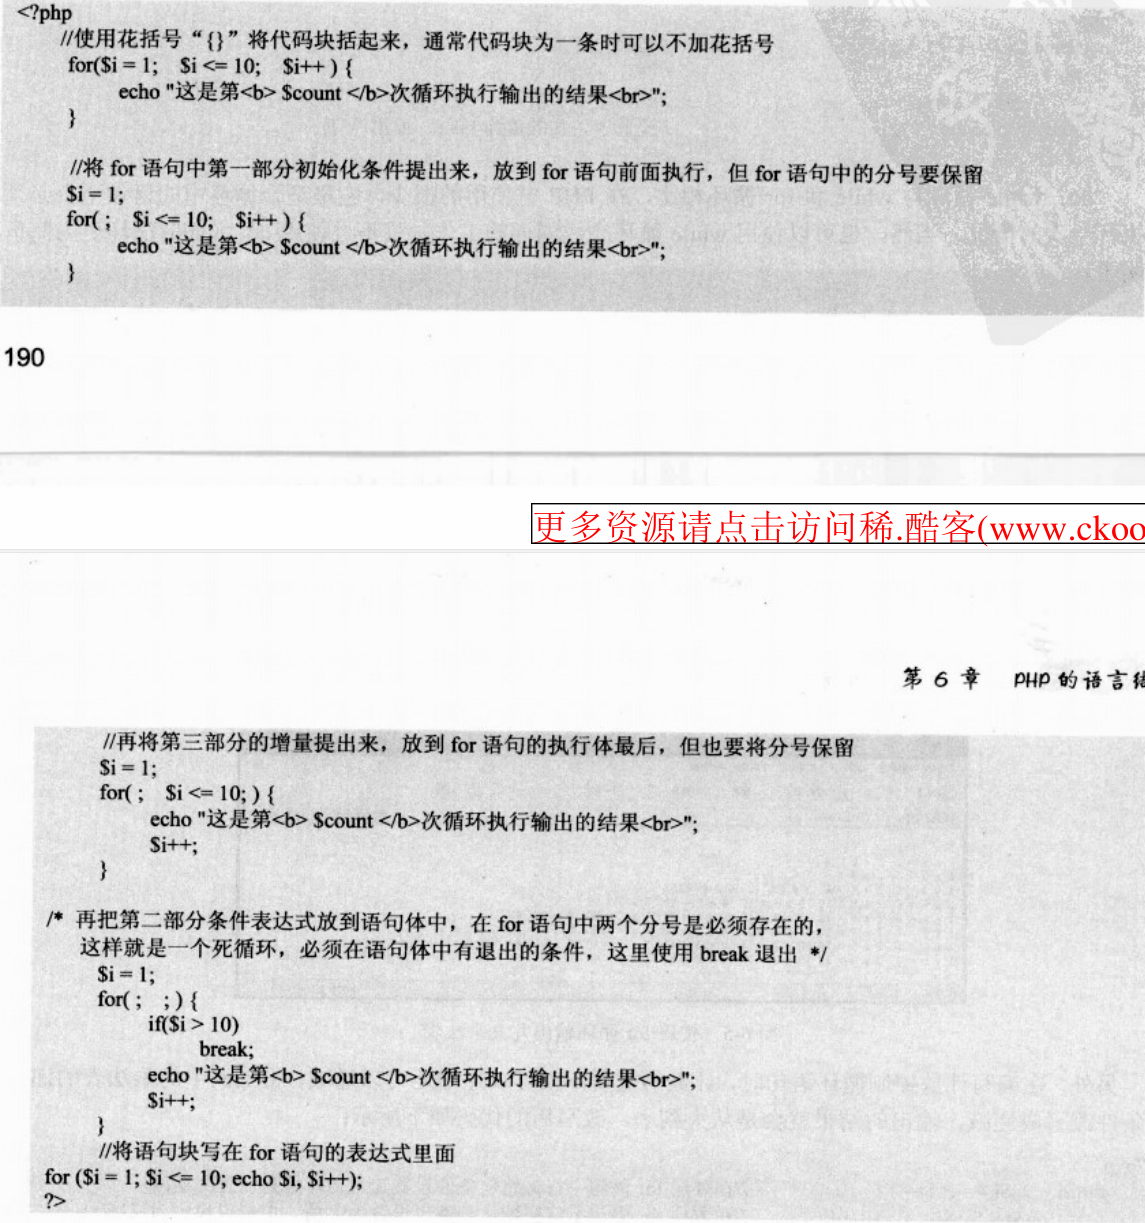 <?php
//使用花括号“{}”将代码块括起来，通常代码块为一条时可以不加花括号
for($i = 1; $i <= 10; $i++ ) {
echo "这是第<b> $count </b>次循环执行输出的结果<br>";
}
//将 for 语句中第一部分初始化条件提出来，放到 for 语句前面执行，但 for 语句中的分号要保留
$i = 1;
for( ; $i <= 10; $i++ ) {
echo "这是第<b> $count </b>次循环执行输出的结果<br>";
}
190
更多资源请点击访问稀.酷客(www.ckoo
第 6 章 PHP 的语言结
//再将第三部分的增量提出来，放到 for 语句的执行体最后，但也要将分号保留
$i = 1;
for( ; $i <= 10; ) {
echo "这是第<b> $count </b>次循环执行输出的结果<br>";
$i++;
}
/* 再把第二部分条件表达式放到语句体中，在 for 语句中两个分号是必须存在的，
这样就是一个死循环，必须在语句体中有退出的条件，这里使用 break 退出 */
$i = 1;
for( ; ; ) {
if($i > 10)
break;
echo "这是第<b> $count </b>次循环执行输出的结果<br>";
$i++;
}
//将语句块写在 for 语句的表达式里面
for ($i = 1; $i <= 10; echo $i, $i++);
?>